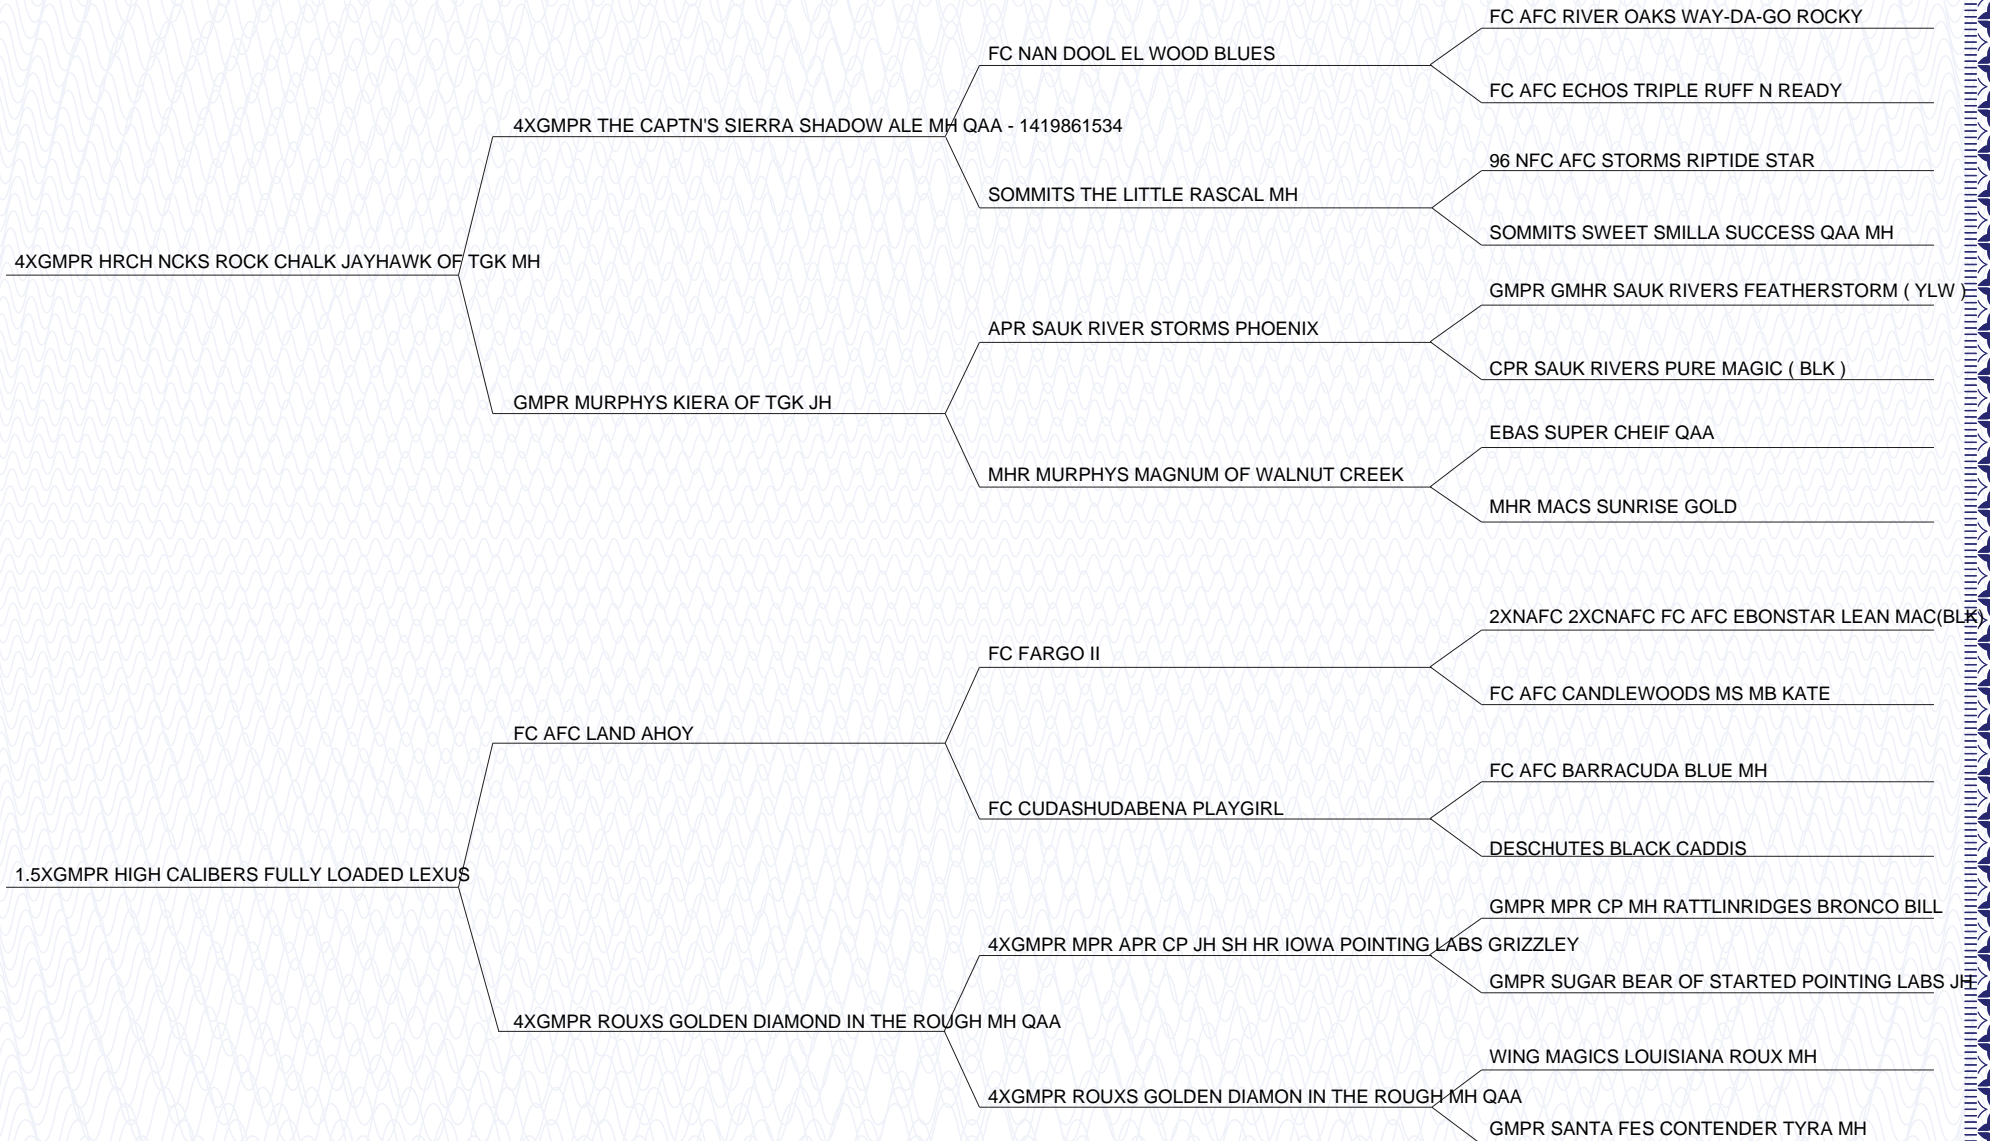 FC AFC RIVER OAKS WAY-DA-GO ROCKY
FC NAN DOOL EL WOOD BLUES
FC AFC ECHOS TRIPLE RUFF N READY
4XGMPR THE CAPTN'S SIERRA SHADOW ALE MH QAA - 1419861534
96 NFC AFC STORMS RIPTIDE STAR
SOMMITS THE LITTLE RASCAL MH
SOMMITS SWEET SMILLA SUCCESS QAA MH
4XGMPR HRCH NCKS ROCK CHALK JAYHAWK OF TGK MH
GMPR GMHR SAUK RIVERS FEATHERSTORM ( YLW )
APR SAUK RIVER STORMS PHOENIX
CPR SAUK RIVERS PURE MAGIC ( BLK )
GMPR MURPHYS KIERA OF TGK JH
EBAS SUPER CHEIF QAA
MHR MURPHYS MAGNUM OF WALNUT CREEK
MHR MACS SUNRISE GOLD
2XNAFC 2XCNAFC FC AFC EBONSTAR LEAN MAC(BLK)
FC FARGO II
FC AFC CANDLEWOODS MS MB KATE
FC AFC LAND AHOY
FC AFC BARRACUDA BLUE MH
FC CUDASHUDABENA PLAYGIRL
DESCHUTES BLACK CADDIS
1.5XGMPR HIGH CALIBERS FULLY LOADED LEXUS
GMPR MPR CP MH RATTLINRIDGES BRONCO BILL
4XGMPR MPR APR CP JH SH HR IOWA POINTING LABS GRIZZLEY
GMPR SUGAR BEAR OF STARTED POINTING LABS JH
4XGMPR ROUXS GOLDEN DIAMOND IN THE ROUGH MH QAA
WING MAGICS LOUISIANA ROUX MH
4XGMPR ROUXS GOLDEN DIAMON IN THE ROUGH MH QAA
GMPR SANTA FES CONTENDER TYRA MH